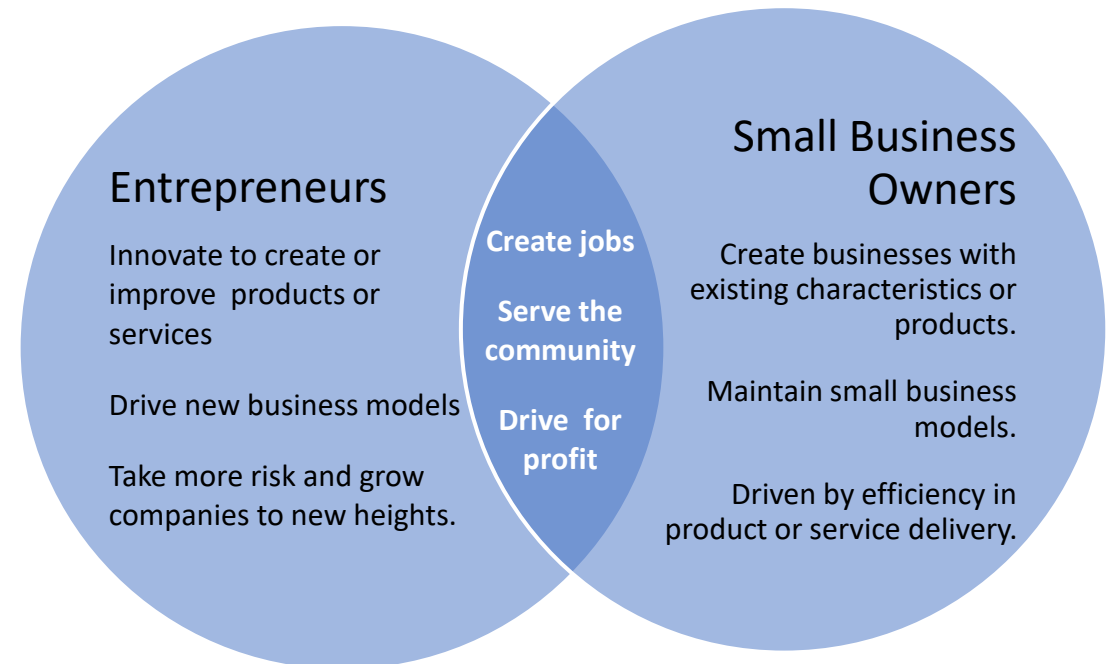 Entrepreneurs
Innovate to create or
improve  products or
services
Drive new business models
Take more risk and grow
companies to new heights.
Create jobs
Serve the
community
Drive  for
profit
Small Business
Owners
Create businesses with
existing characteristics or
products.
Maintain small business
models.
Driven by efficiency in
product or service delivery.